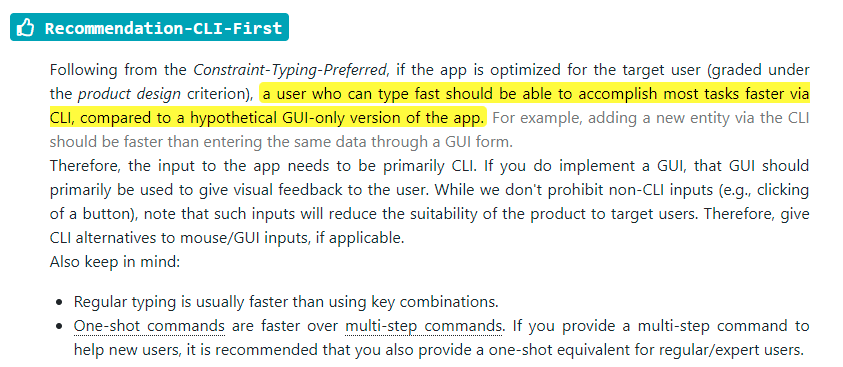 Recommendation-CLI-First
Following from the Constraint-Typing-Preferred, if the app is optimized for the target user (graded under
the product design criterion), a user who can type fast should be able to accomplish most tasks faster via
CLI, compared to a hypothetical GUI-only version of the app. For example, adding a new entity via the CLI
should be faster than entering the same data through a GUI form.
Therefore, the input to the app needs to be primarily CLI. If you do implement a GUI, that GUI should
primarily be used to give visual feedback to the user. While we don't prohibit non-CLI inputs (e.g., clicking
of a button), note that such inputs will reduce the suitability of the product to target users. Therefore, give
CLI alternatives to mouse/GUI inputs, if applicable.
Also keep in mind:
• Regular typing is usually faster than using key combinations.
• One-shot commands are faster over multi-step commands. If you provide a multi-step command to
help new users, it is recommended that you also provide a one-shot equivalent for regular/expert users.